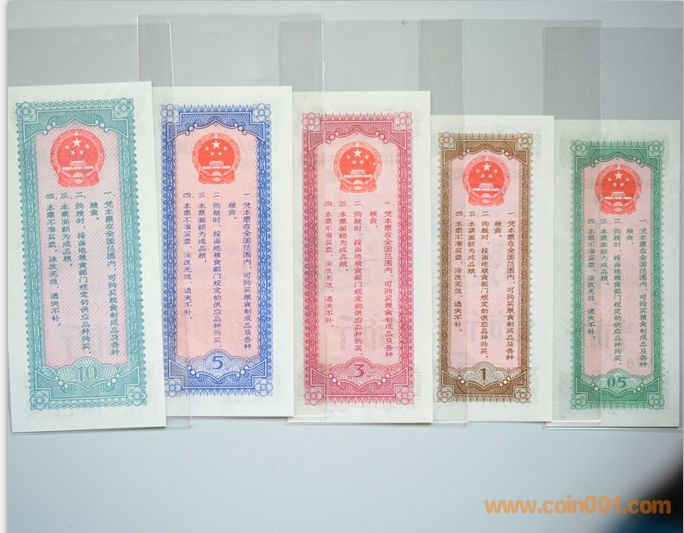 一、凭本票在全国范围内，可购买粮食制成品及各种
粮食。
二、购粮时，按当地粮食部门规定的供应品种购买。
三、本票面额为成品粮。
四、本票不准买卖，涂改无效，遗失不补。
10
一、凭本票在全国范围内，可购买粮食制成品及各种
粮食。
二、购粮时，按当地粮食部门规定的供应品种购买。
三、本票面额为成品粮。
四、本票不准买卖，涂改无效，遗失不补。
5
一、凭本票在全国范围内，可购买粮食制成品及各种
粮食。
二、购粮时，按当地粮食部门规定的供应品种购买。
三、本票面额为成品粮。
四、本票不准买卖，涂改无效，遗失不补。
3
一、凭本票在全国范围内，可购买粮食制成品及各种
粮食。
二、购粮时，按当地粮食部门规定的供应品种购买。
三、本票面额为成品粮。
四、本票不准买卖，涂改无效，遗失不补。
1
一、凭本票在全国范围内，可购买粮食制成品及各种
粮食。
二、购粮时，按当地粮食部门规定的供应品种购买。
三、本票面额为成品粮。
四、本票不准买卖，涂改无效，遗失不补。
0.5
www.coin001.com